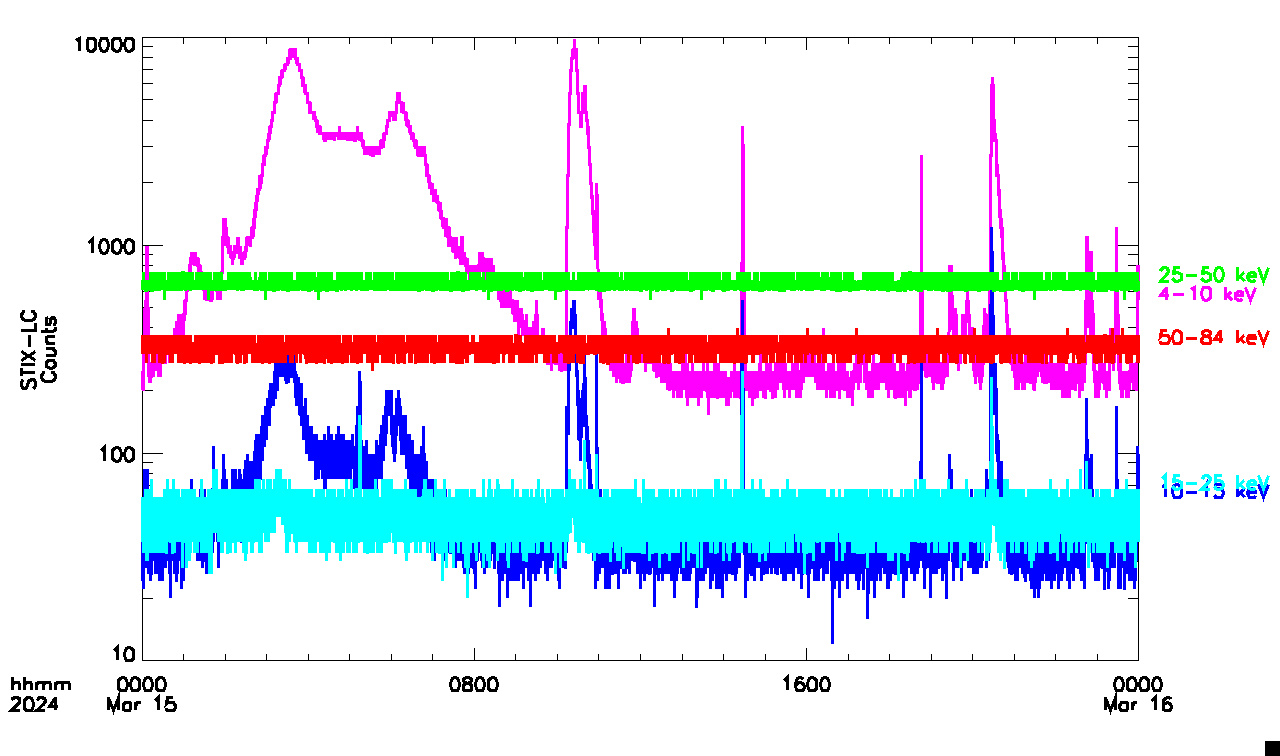 10000
1000
100
10
STIX-LC
Counts
25-50 keV
4-10 keV
50-84 keV
15-25 keV
10-15 keV
hhmm 0000 0800 1600 0000
2024 Mar 15 Mar 16